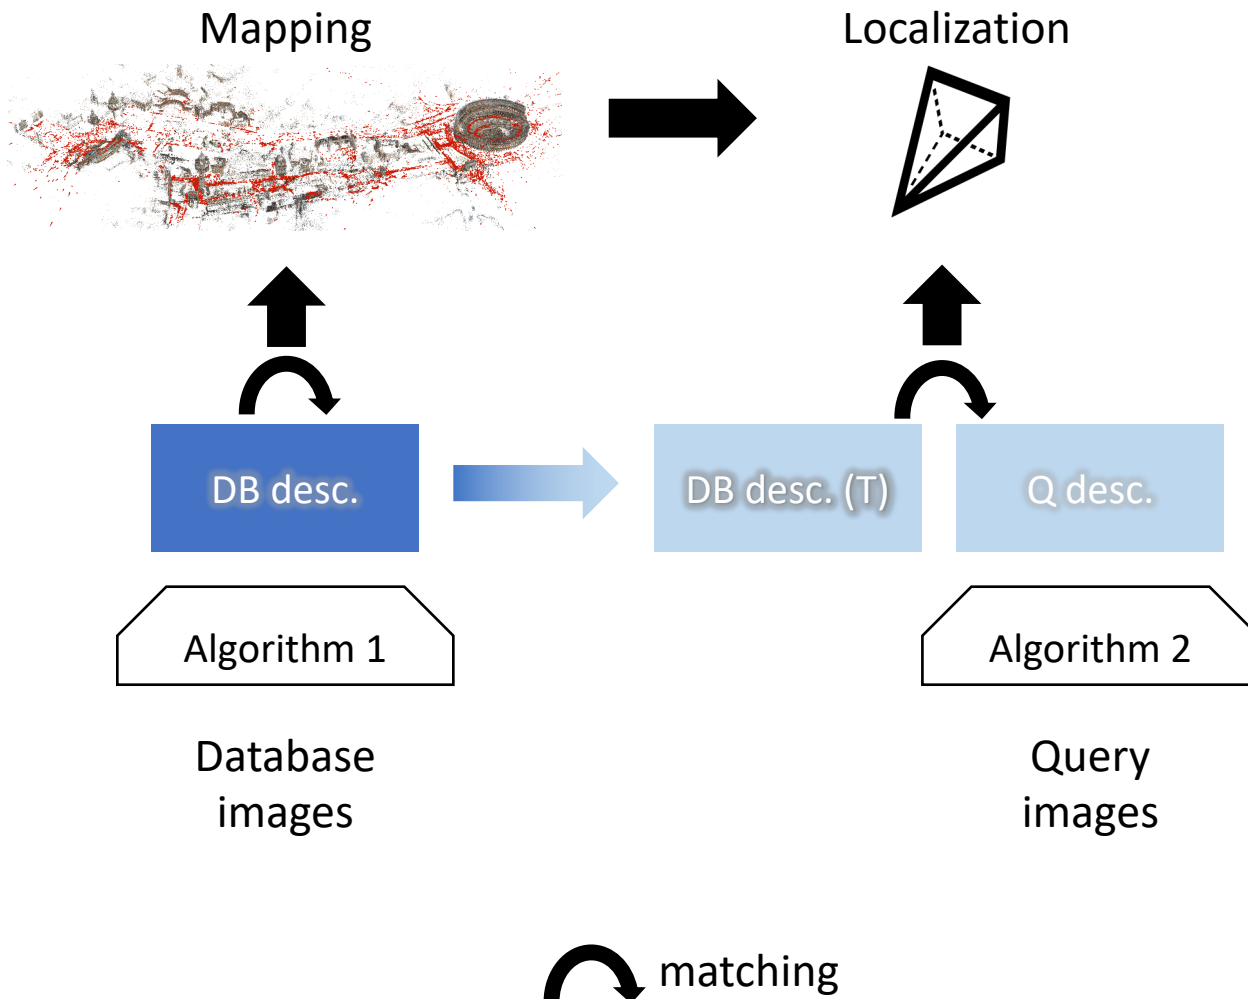 Mapping
Localization
DB desc.
DB desc. (T)
Q desc.
Algorithm 1
Algorithm 2
Database
images
Query
images
matching